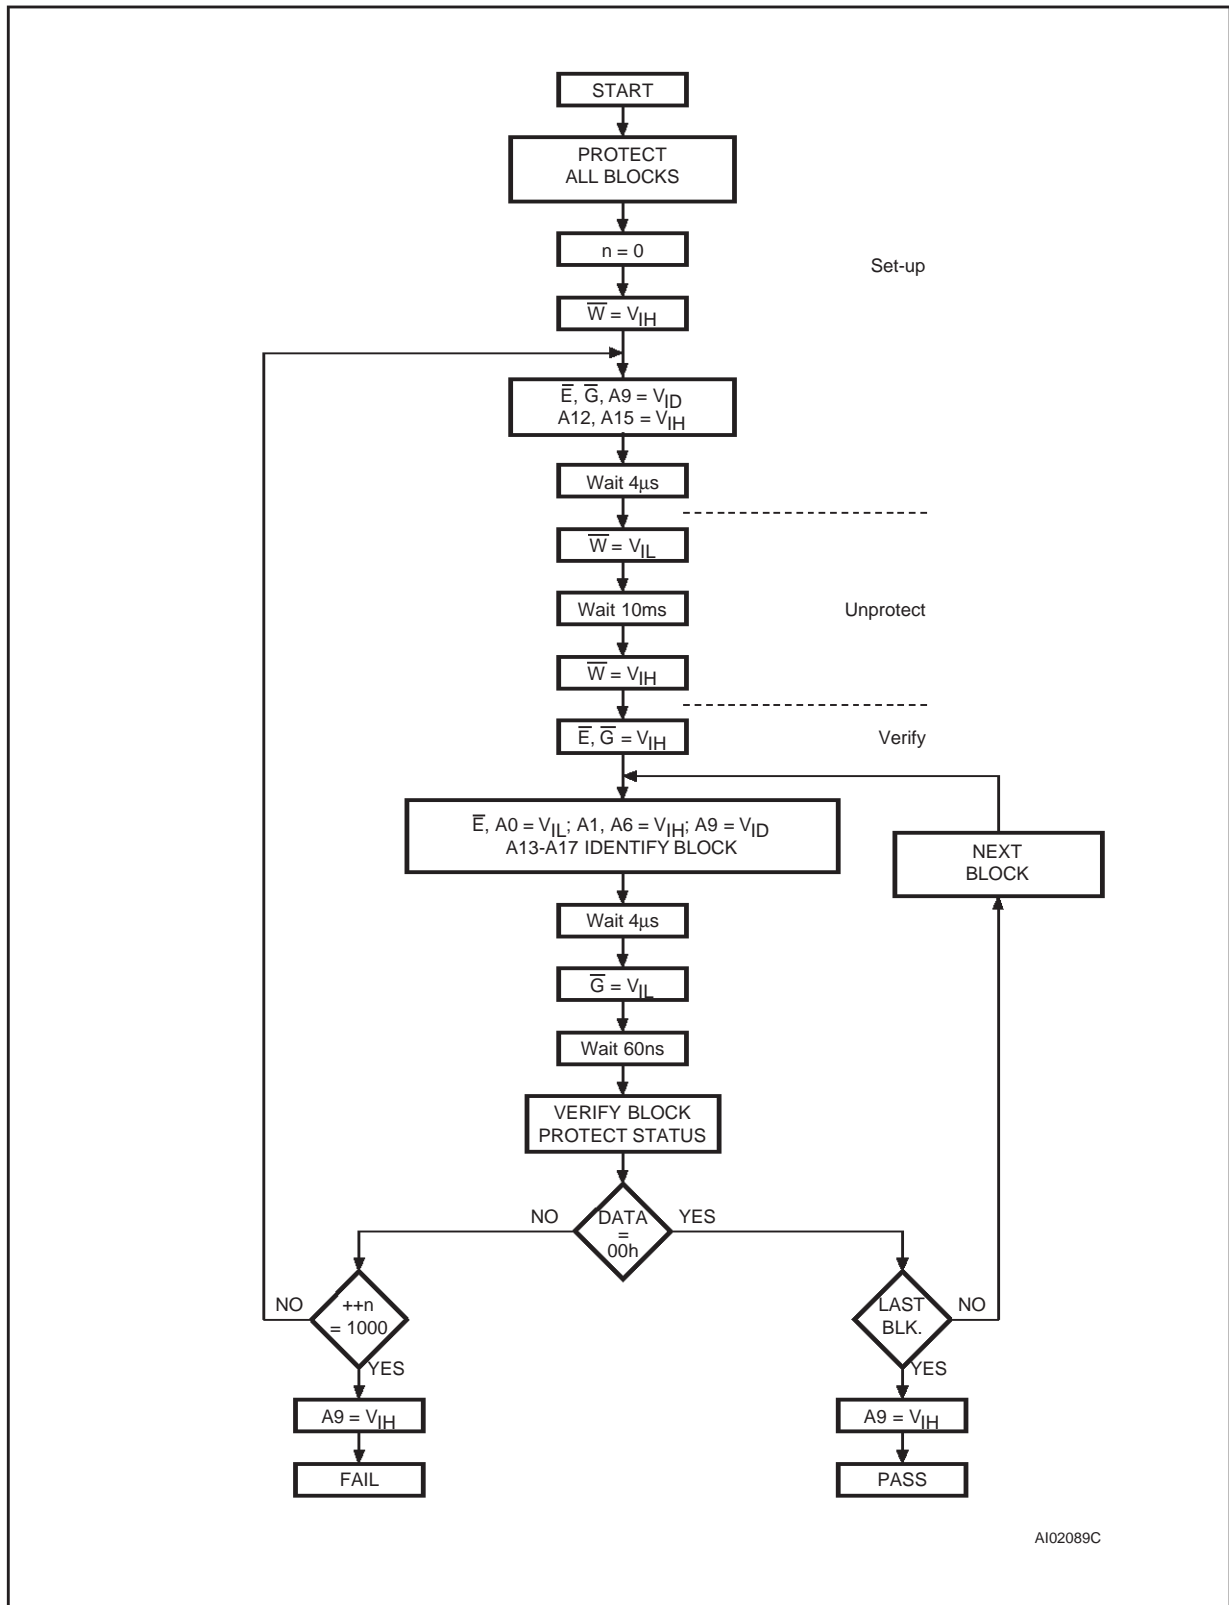 START
PROTECT
ALL BLOCKS
n = 0
Set-up
W̅ = VIH
E̅, G̅, A9 = VID
A12, A15 = VIH
Wait 4µs
W̅ = VIL
Wait 10ms
Unprotect
W̅ = VIH
E̅, G̅ = VIH
Verify
E̅, A0 = VIL; A1, A6 = VIH; A9 = VID
A13-A17 IDENTIFY BLOCK
NEXT
BLOCK
Wait 4µs
G̅ = VIL
Wait 60ns
VERIFY BLOCK
PROTECT STATUS
NO
DATA
=
00h
YES
NO
++n
= 1000
YES
LAST
BLK.
NO
YES
A9 = VIH
A9 = VIH
FAIL
PASS
AI02089C